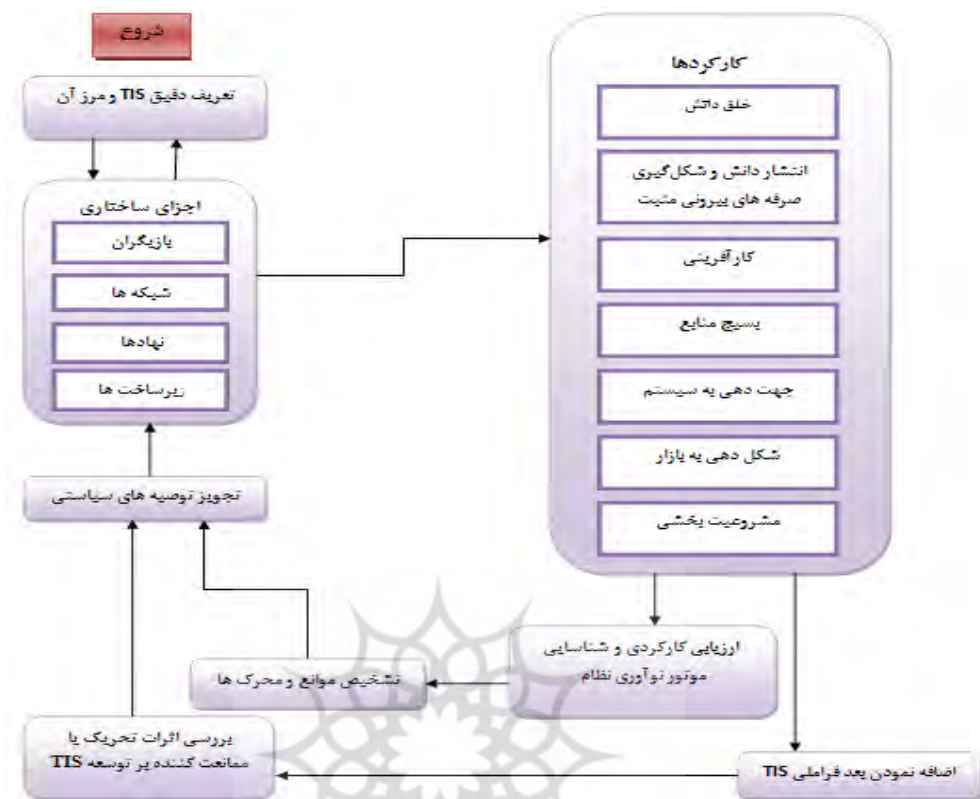 شروع
تعریف دقیق TIS و مرز آن
اجزای ساختاری
بازیگران
شبکه ها
نهادها
زیرساخت ها
تجویز توصیه های سیاستی
کارکردها
خلق دانش
انتشار دانش و شکل‌گیری
صرفه های بیرونی مثبت
کارآفرینی
بسیج منابع
جهت دهی به سیستم
شکل دهی به بازار
مشروعیت بخشی
ارزیابی کارکردی و شناسایی
موتور نوآوری نظام
تشخیص موانع و محرک ها
اضافه نمودن بعد فراملی TIS
بررسی اثرات تحریک یا
ممانعت کننده بر توسعه TIS